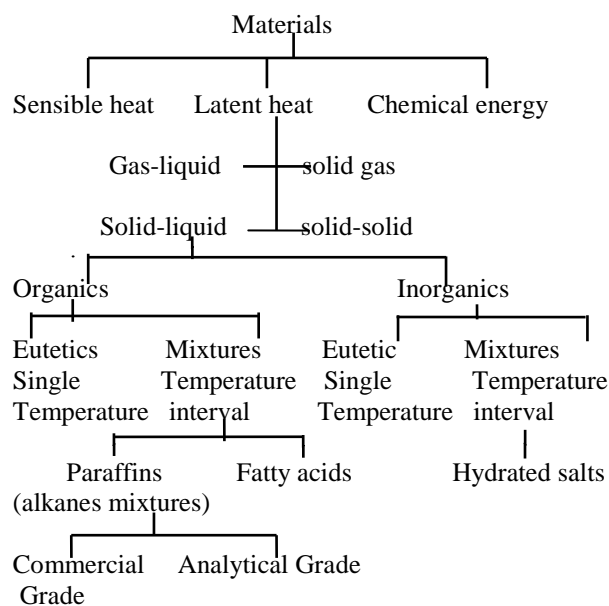 Materials
Sensible heat Latent heat Chemical energy
Gas-liquid solid gas
Solid-liquid solid-solid
Organics Inorganics
Eutetics Mixtures Eutetic Mixtures
Single Temperature Single Temperature
Temperature interval Temperature interval
Paraffins Fatty acids Hydrated salts
(alkanes mixtures)
Commercial Analytical Grade
Grade